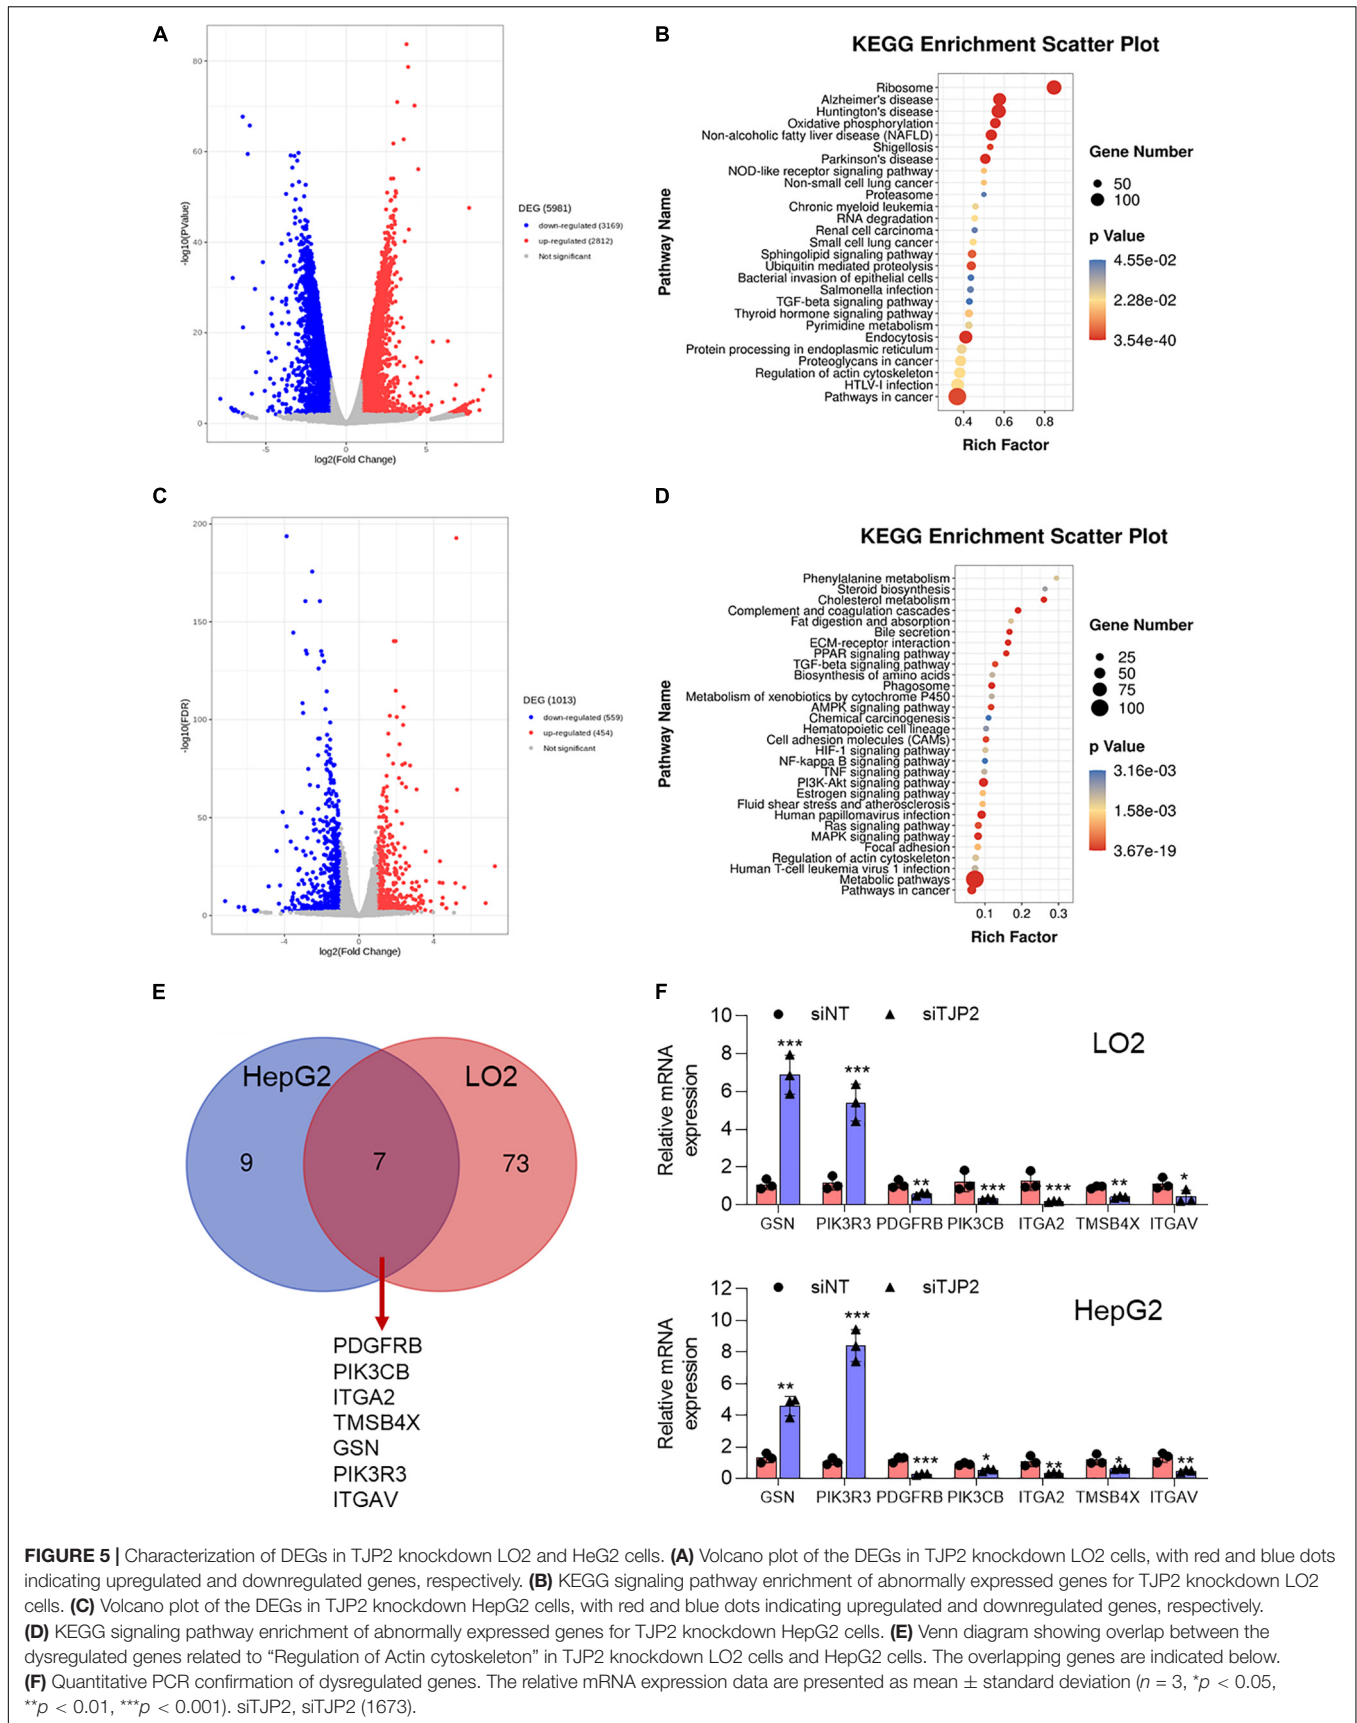 A
80
60
40
20
0
-log10(PValue)
-5
0
5
log2(Fold Change)
DEG (5981)
down-regulated (3169)
up-regulated (2812)
Not significant
B
KEGG Enrichment Scatter Plot
Pathway Name
Ribosome
Alzheimer's disease
Huntington's disease
Oxidative phosphorylation
Non-alcoholic fatty liver disease (NAFLD)
Shigellosis
Parkinson's disease
NOD-like receptor signaling pathway
Non-small cell lung cancer
Proteasome
Chronic myeloid leukemia
RNA degradation
Renal cell carcinoma
Small cell lung cancer
Sphingolipid signaling pathway
Ubiquitin mediated proteolysis
Bacterial invasion of epithelial cells
Salmonella infection
TGF-beta signaling pathway
Thyroid hormone signaling pathway
Pyrimidine metabolism
Endocytosis
Protein processing in endoplasmic reticulum
Proteoglycans in cancer
Regulation of actin cytoskeleton
HTLV-I infection
Pathways in cancer
0.4 0.6 0.8
Rich Factor
Gene Number
50
100
p Value
4.55e-02
2.28e-02
3.54e-40
C
200
150
100
50
0
-log10(FDR)
-4
0
4
log2(Fold Change)
DEG (1013)
down-regulated (559)
up-regulated (454)
Not significant
D
KEGG Enrichment Scatter Plot
Pathway Name
Phenylalanine metabolism
Steroid biosynthesis
Cholesterol metabolism
Complement and coagulation cascades
Fat digestion and absorption
Bile secretion
ECM-receptor interaction
PPAR signaling pathway
TGF-beta signaling pathway
Biosynthesis of amino acids
Phagosome
Metabolism of xenobiotics by cytochrome P450
AMPK signaling pathway
Chemical carcinogenesis
Hematopoietic cell lineage
Cell adhesion molecules (CAMs)
HIF-1 signaling pathway
NF-kappa B signaling pathway
TNF signaling pathway
PI3K-Akt signaling pathway
Estrogen signaling pathway
Fluid shear stress and atherosclerosis
Human papillomavirus infection
Ras signaling pathway
MAPK signaling pathway
Focal adhesion
Regulation of actin cytoskeleton
Human T-cell leukemia virus 1 infection
Metabolic pathways
Pathways in cancer
0.1 0.2 0.3
Rich Factor
Gene Number
25
50
75
100
p Value
3.16e-03
1.58e-03
3.67e-19
E
HepG2 LO2
9 7 73
PDGFRB
PIK3CB
ITGA2
TMSB4X
GSN
PIK3R3
ITGAV
F
siNT siTJP2
LO2
Relative mRNA
expression
10
8
6
4
2
0
*** *** ** *** *** ** *
GSN PIK3R3 PDGFRB PIK3CB ITGA2 TMSB4X ITGAV
siNT siTJP2
HepG2
Relative mRNA
expression
12
10
8
6
4
2
0
** *** *** * ** * **
GSN PIK3R3 PDGFRB PIK3CB ITGA2 TMSB4X ITGAV
FIGURE 5 | Characterization of DEGs in TJP2 knockdown LO2 and HeG2 cells. (A) Volcano plot of the DEGs in TJP2 knockdown LO2 cells, with red and blue dots
indicating upregulated and downregulated genes, respectively. (B) KEGG signaling pathway enrichment of abnormally expressed genes for TJP2 knockdown LO2
cells. (C) Volcano plot of the DEGs in TJP2 knockdown HepG2 cells, with red and blue dots indicating upregulated and downregulated genes, respectively.
(D) KEGG signaling pathway enrichment of abnormally expressed genes for TJP2 knockdown HepG2 cells. (E) Venn diagram showing overlap between the
dysregulated genes related to “Regulation of Actin cytoskeleton” in TJP2 knockdown LO2 cells and HepG2 cells. The overlapping genes are indicated below.
(F) Quantitative PCR confirmation of dysregulated genes. The relative mRNA expression data are presented as mean ± standard deviation (n = 3, *p < 0.05,
**p < 0.01, ***p < 0.001). siTJP2, siTJP2 (1673).